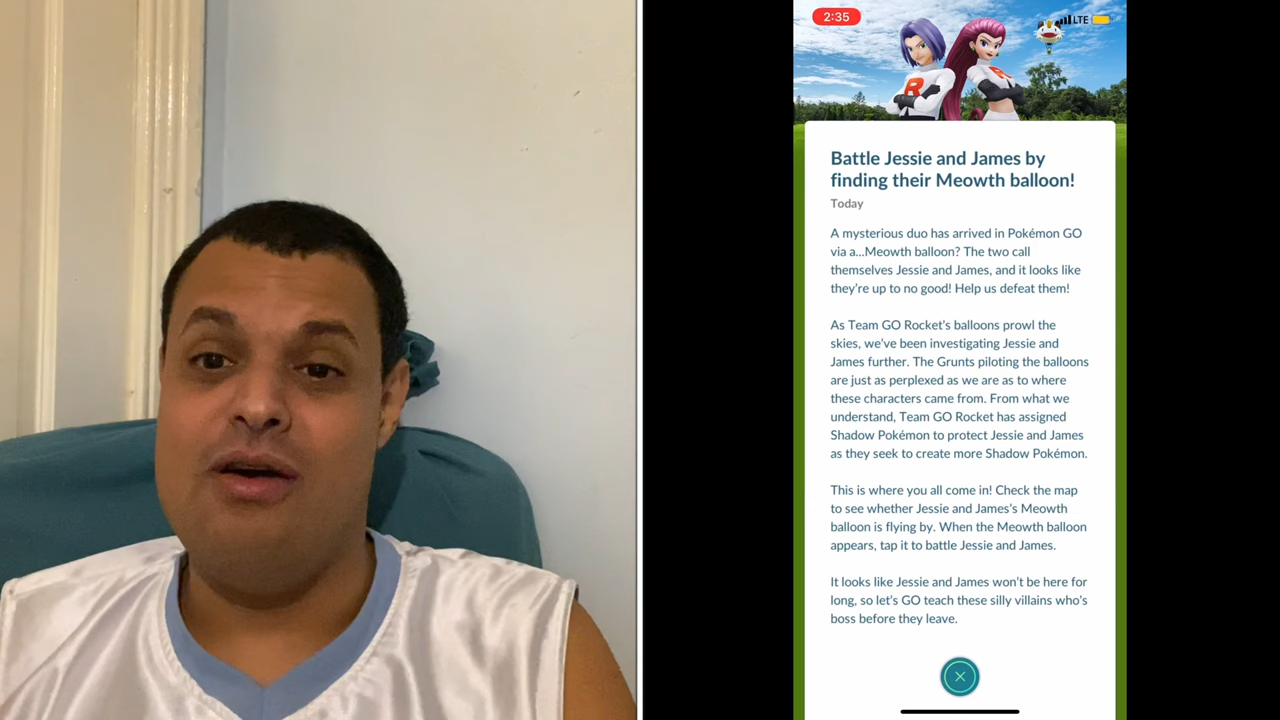 2:35
LTE
R
Battle Jessie and James by
finding their Meowth balloon!
Today
A mysterious duo has arrived in Pokémon GO
via a...Meowth balloon? The two call
themselves Jessie and James, and it looks like
they're up to no good! Help us defeat them!
As Team GO Rocket's balloons prowl the
skies, we've been investigating Jessie and
James further. The Grunts piloting the balloons
are just as perplexed as we are as to where
these characters came from. From what we
understand, Team GO Rocket has assigned
Shadow Pokémon to protect Jessie and James
as they seek to create more Shadow Pokémon.
This is where you all come in! Check the map
to see whether Jessie and James's Meowth
balloon is flying by. When the Meowth balloon
appears, tap it to battle Jessie and James.
It looks like Jessie and James won't be here for
long, so let's GO teach these silly villains who's
boss before they leave.